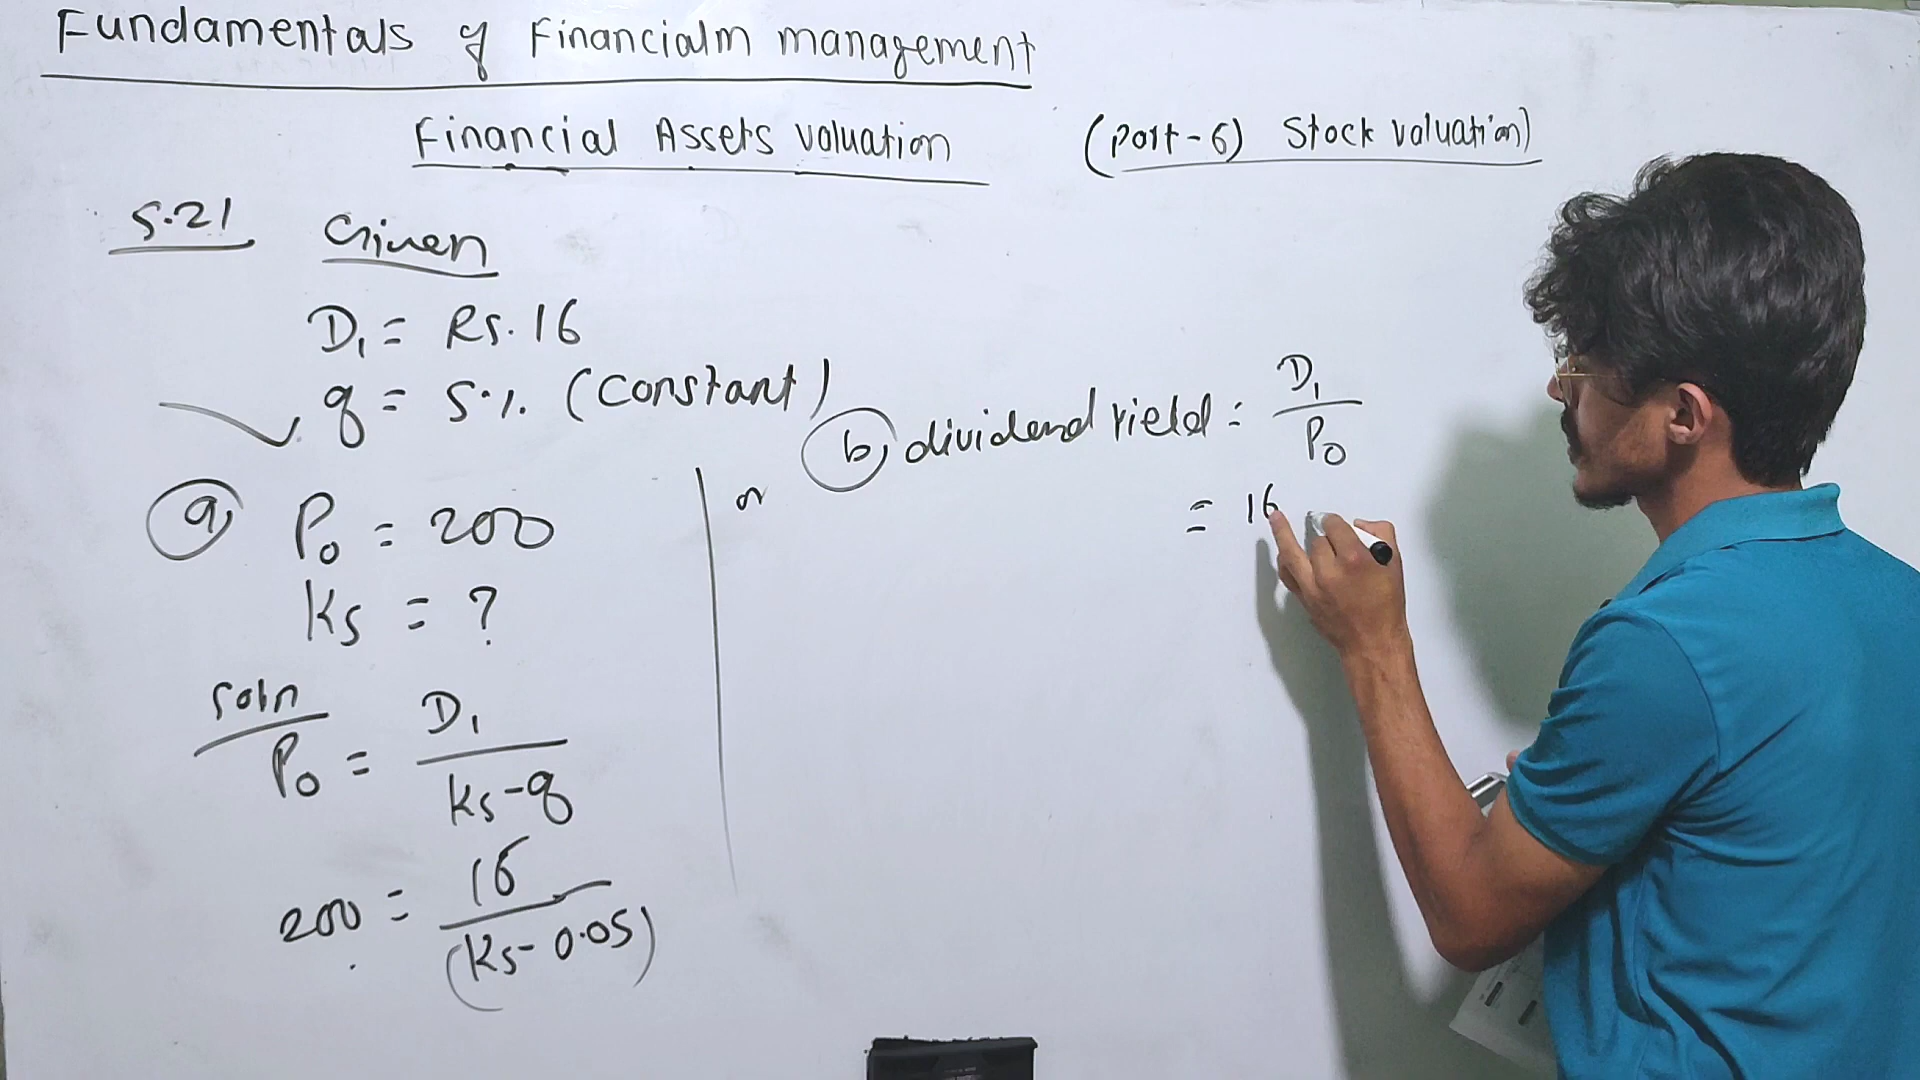 Fundamentals of Financialm management
Financial Assets valuation (part-6) Stock valuation)
5.21 Given
D₁ = Rs. 16
g = 5% (constant)
a) P₀ = 200
Ks = ?
soln
P₀ = D₁ / Ks-g
200 = 16 / (Ks-0.05)
or
b) dividend yield = D₁ / P₀
= 16